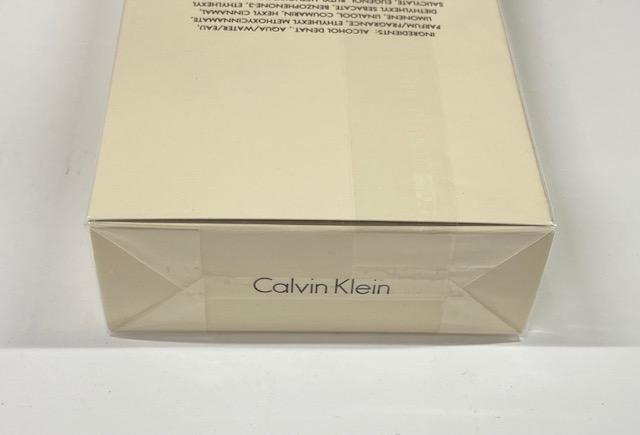 INGREDIENTS: ALCOHOL DENAT., AQUA/WATER/EAU,
PARFUM/FRAGRANCE, ETHYLHEXYL METHOXYCINNAMATE,
LIMONENE, LINALOOL, COUMARIN, HEXYL CINNAMAL,
DIETHYLHEXYL SEBACATE, BENZOPHENONE-3, ETHYLHEXYL
SALICYLATE, EUGENOL,
Calvin Klein